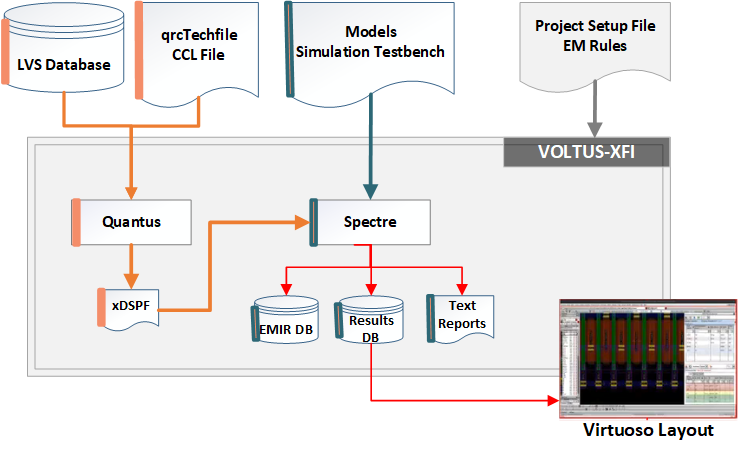 LVS Database
qrcTechfile
CCL File
Models
Simulation Testbench
Project Setup File
EM Rules
VOLTUS-XFI
Quantus
Spectre
xDSPF
EMIR DB
Results
DB
Text
Reports
Virtuoso Layout